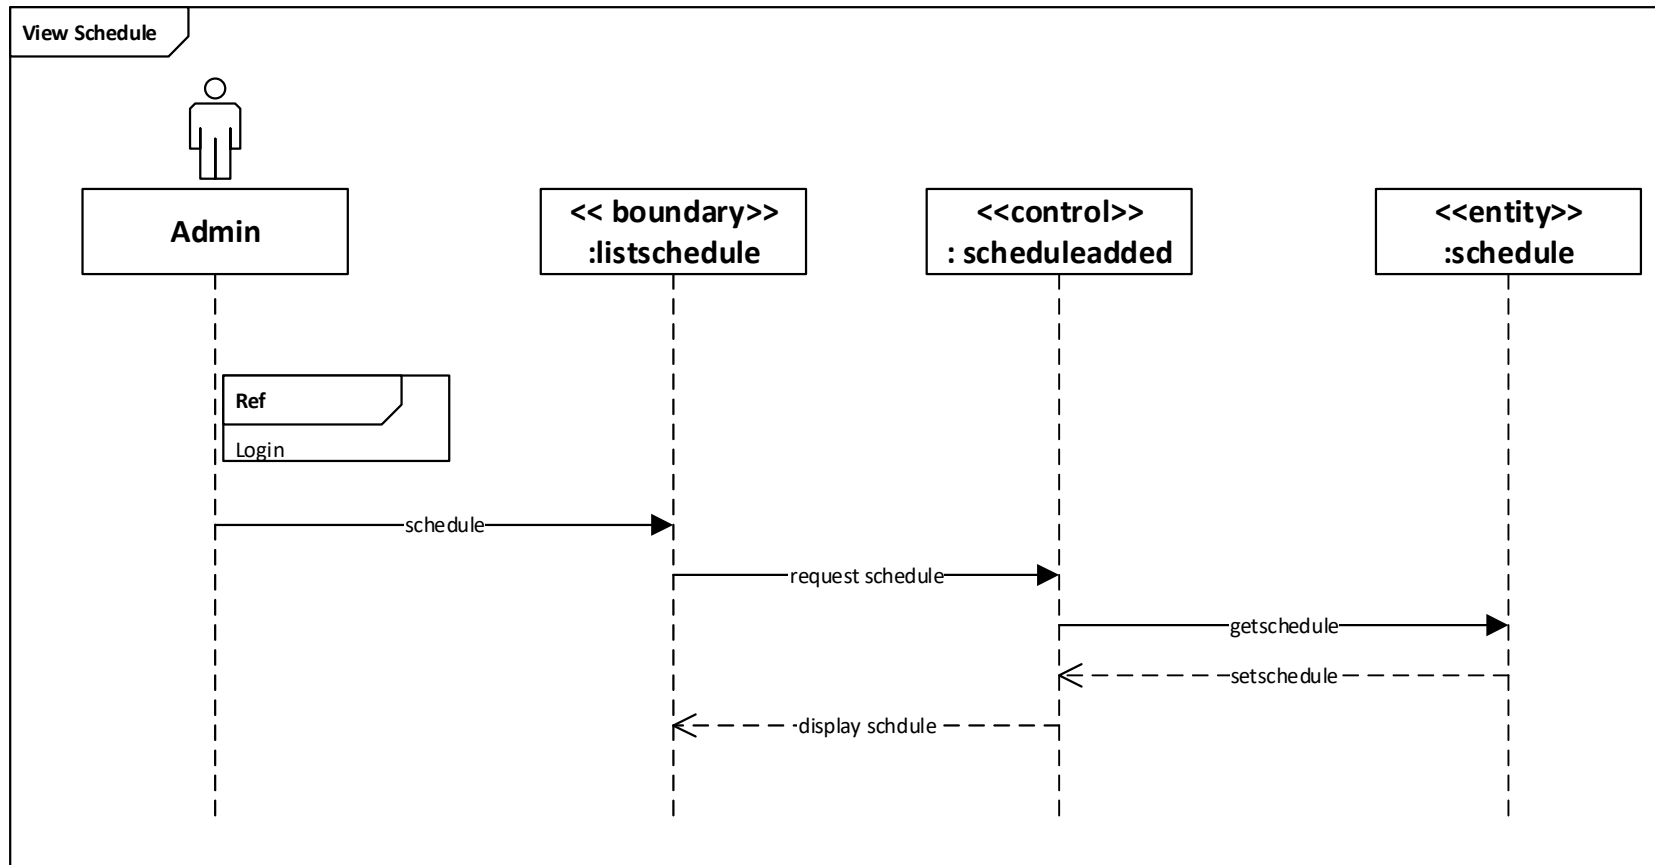 View Schedule
Admin
<< boundary>>
:listschedule
<<control>>
: scheduleadded
<<entity>>
:schedule
Ref
Login
schedule
request schedule
getschedule
setschedule
display schdule